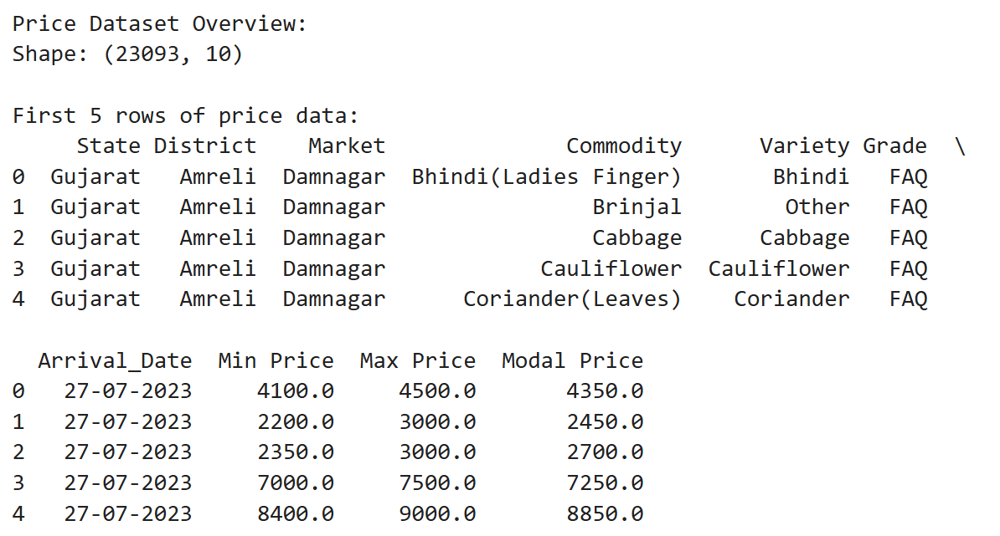 Price Dataset Overview:
Shape: (23093, 10)
First 5 rows of price data:
State District Market Commodity Variety Grade \
0 Gujarat Amreli Damnagar Bhindi(Ladies Finger) Bhindi FAQ
1 Gujarat Amreli Damnagar Brinjal Other FAQ
2 Gujarat Amreli Damnagar Cabbage Cabbage FAQ
3 Gujarat Amreli Damnagar Cauliflower Cauliflower FAQ
4 Gujarat Amreli Damnagar Coriander(Leaves) Coriander FAQ
Arrival_Date Min Price Max Price Modal Price
0 27-07-2023 4100.0 4500.0 4350.0
1 27-07-2023 2200.0 3000.0 2450.0
2 27-07-2023 2350.0 3000.0 2700.0
3 27-07-2023 7000.0 7500.0 7250.0
4 27-07-2023 8400.0 9000.0 8850.0